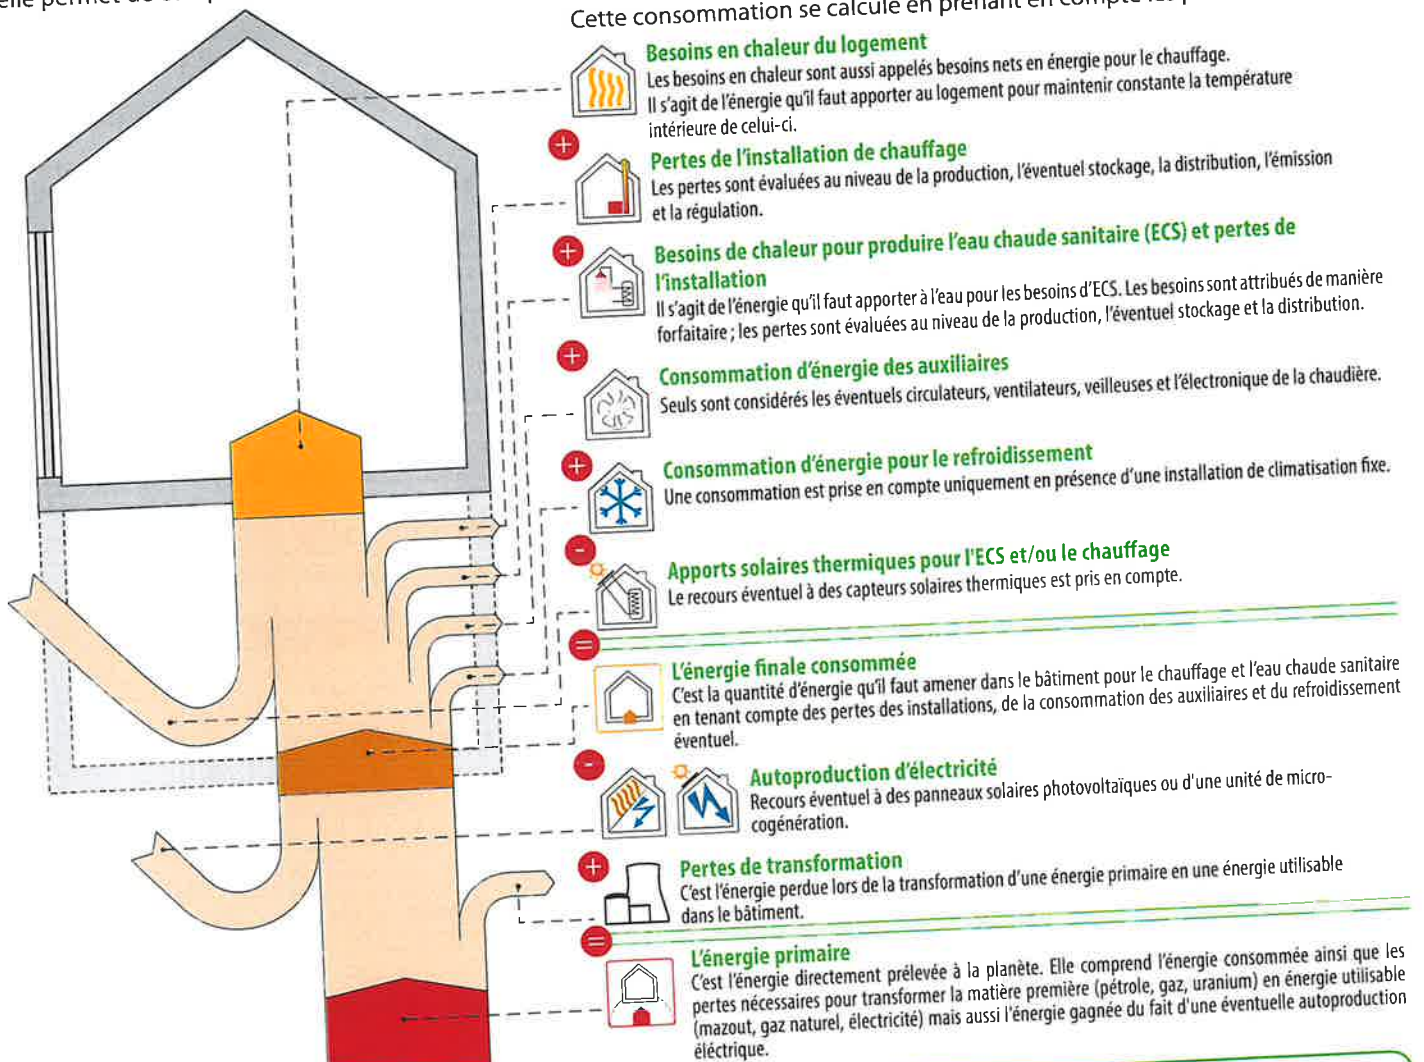 elle permet de
Cette consommation se calcule en prenant en compte les
Besoins en chaleur du logement
Les besoins en chaleur sont aussi appelés besoins nets en énergie pour le chauffage.
Il s'agit de l'énergie qu'il faut apporter au logement pour maintenir constante la température
intérieure de celui-ci.
+
Pertes de l'installation de chauffage
Les pertes sont évaluées au niveau de la production, l'éventuel stockage, la distribution, l'émission
et la régulation.
+
Besoins de chaleur pour produire l'eau chaude sanitaire (ECS) et pertes de
l'installation
Il s'agit de l'énergie qu'il faut apporter à l'eau pour les besoins d'ECS. Les besoins sont attribués de manière
forfaitaire ; les pertes sont évaluées au niveau de la production, l'éventuel stockage et la distribution.
+
Consommation d'énergie des auxiliaires
Seuls sont considérés les éventuels circulateurs, ventilateurs, veilleuses et l'électronique de la chaudière.
+
Consommation d'énergie pour le refroidissement
Une consommation est prise en compte uniquement en présence d'une installation de climatisation fixe.
-
Apports solaires thermiques pour l'ECS et/ou le chauffage
Le recours éventuel à des capteurs solaires thermiques est pris en compte.
=
L'énergie finale consommée
C'est la quantité d'énergie qu'il faut amener dans le bâtiment pour le chauffage et l'eau chaude sanitaire
en tenant compte des pertes des installations, de la consommation des auxiliaires et du refroidissement
éventuel.
-
Autoproduction d'électricité
Recours éventuel à des panneaux solaires photovoltaïques ou d'une unité de micro-
cogénération.
+
Pertes de transformation
C'est l'énergie perdue lors de la transformation d'une énergie primaire en une énergie utilisable
dans le bâtiment.
=
L'énergie primaire
C'est l'énergie directement prélevée à la planète. Elle comprend l'énergie consommée ainsi que les
pertes nécessaires pour transformer la matière première (pétrole, gaz, uranium) en énergie utilisable
(mazout, gaz naturel, électricité) mais aussi l'énergie gagnée du fait d'une éventuelle autoproduction
éléctrique.